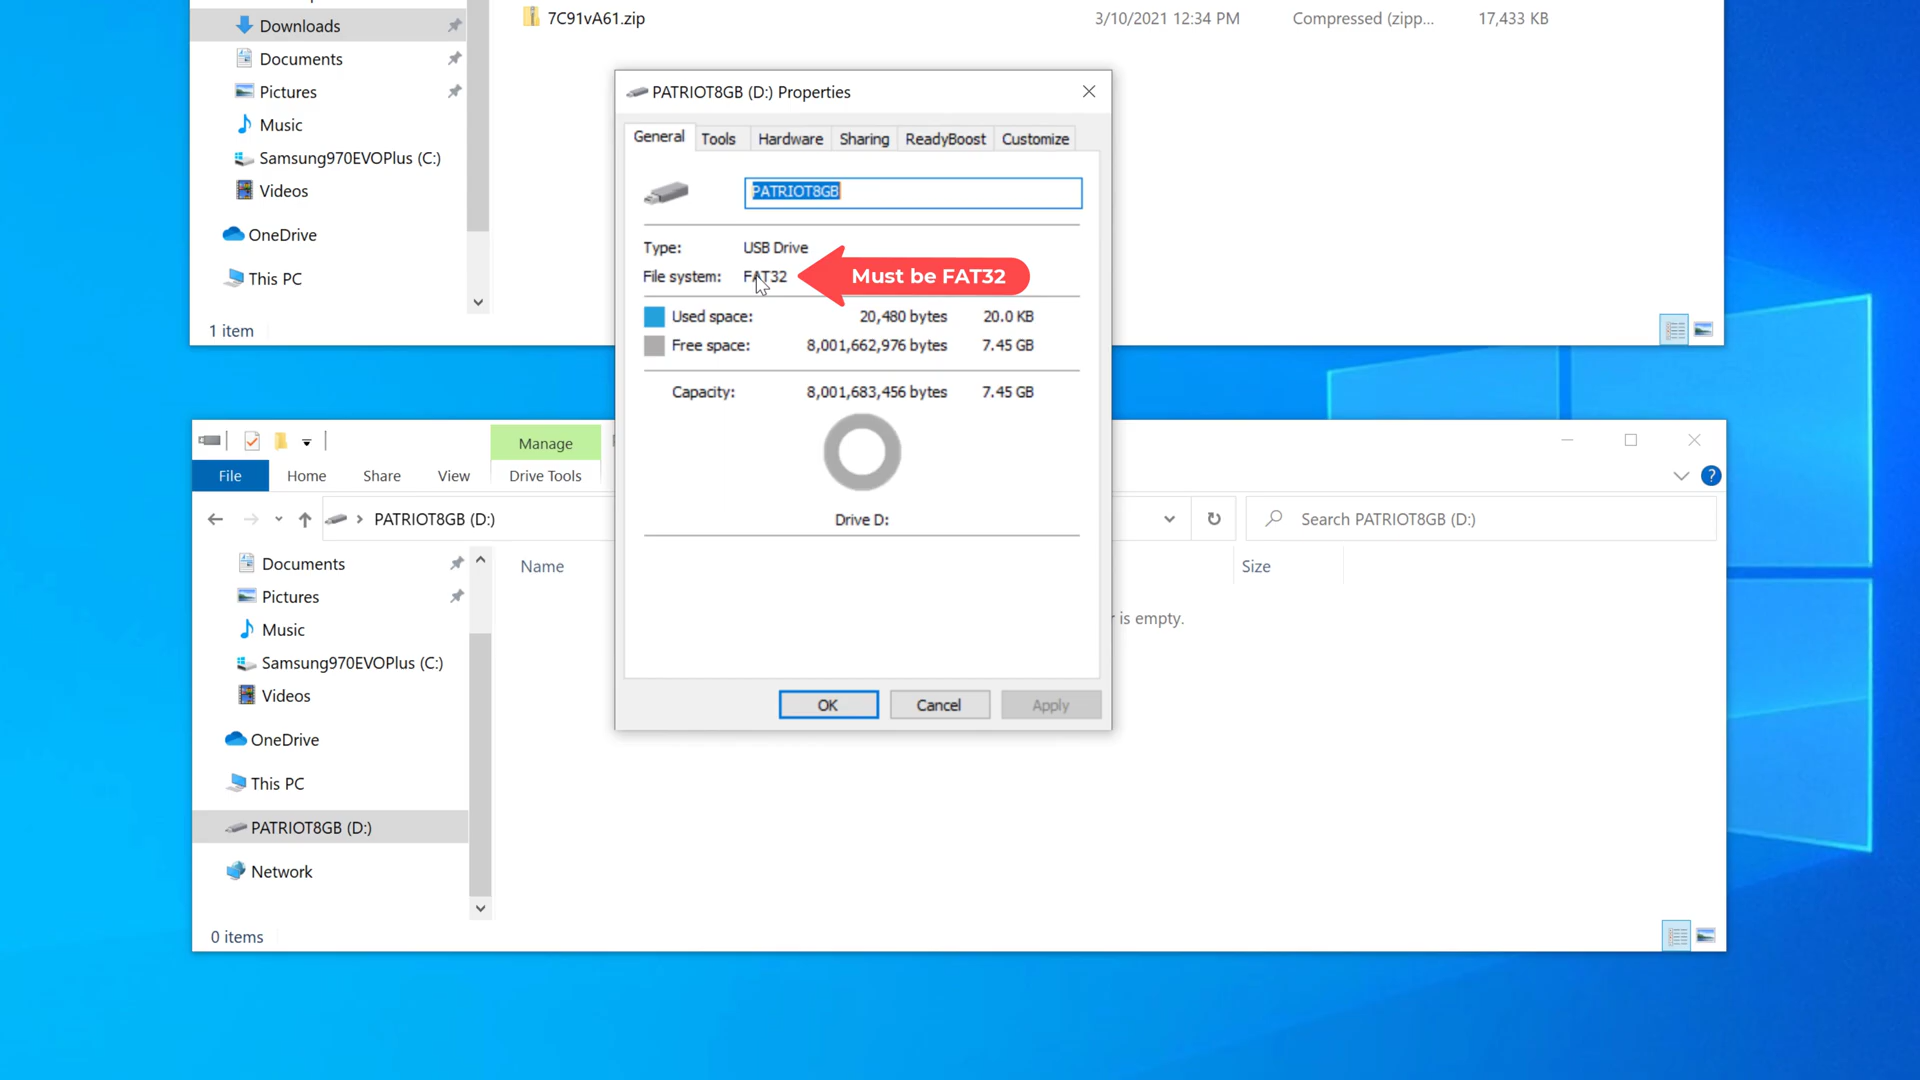 Downloads
7C91vA61.zip 3/10/2021 12:34 PM Compressed (zipp... 17,433 KB
Documents
Pictures
Music
Samsung970EVOPlus (C:)
Videos
OneDrive
This PC
1 item
PATRIOT8GB (D:) Properties
General Tools Hardware Sharing ReadyBoost Customize
PATRIOT8GB
Type: USB Drive
File system: FAT32
Must be FAT32
Used space: 20,480 bytes 20.0 KB
Free space: 8,001,662,976 bytes 7.45 GB
Capacity: 8,001,683,456 bytes 7.45 GB
Drive D:
OK Cancel Apply
Manage
File Home Share View Drive Tools
?
PATRIOT8GB (D:)
Search PATRIOT8GB (D:)
Name Size
is empty.
Documents
Pictures
Music
Samsung970EVOPlus (C:)
Videos
OneDrive
This PC
PATRIOT8GB (D:)
Network
0 items